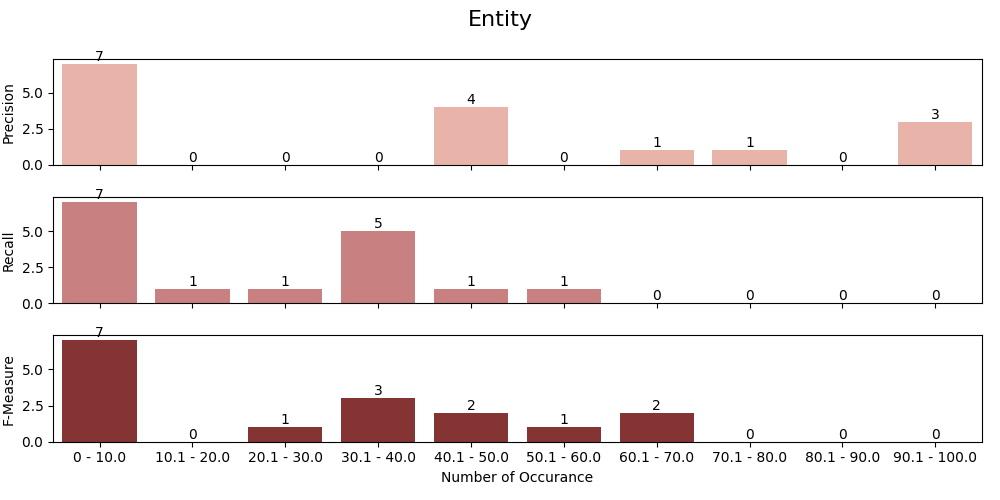 Entity
Precision
5.0
2.5
0.0
7
0
0
0
4
0
1
1
0
3
Recall
5.0
2.5
0.0
7
1
1
5
1
1
0
0
0
0
F-Measure
5.0
2.5
0.0
7
0
1
3
2
1
2
0
0
0
0 - 10.0
10.1 - 20.0
20.1 - 30.0
30.1 - 40.0
40.1 - 50.0
50.1 - 60.0
60.1 - 70.0
70.1 - 80.0
80.1 - 90.0
90.1 - 100.0
Number of Occurance